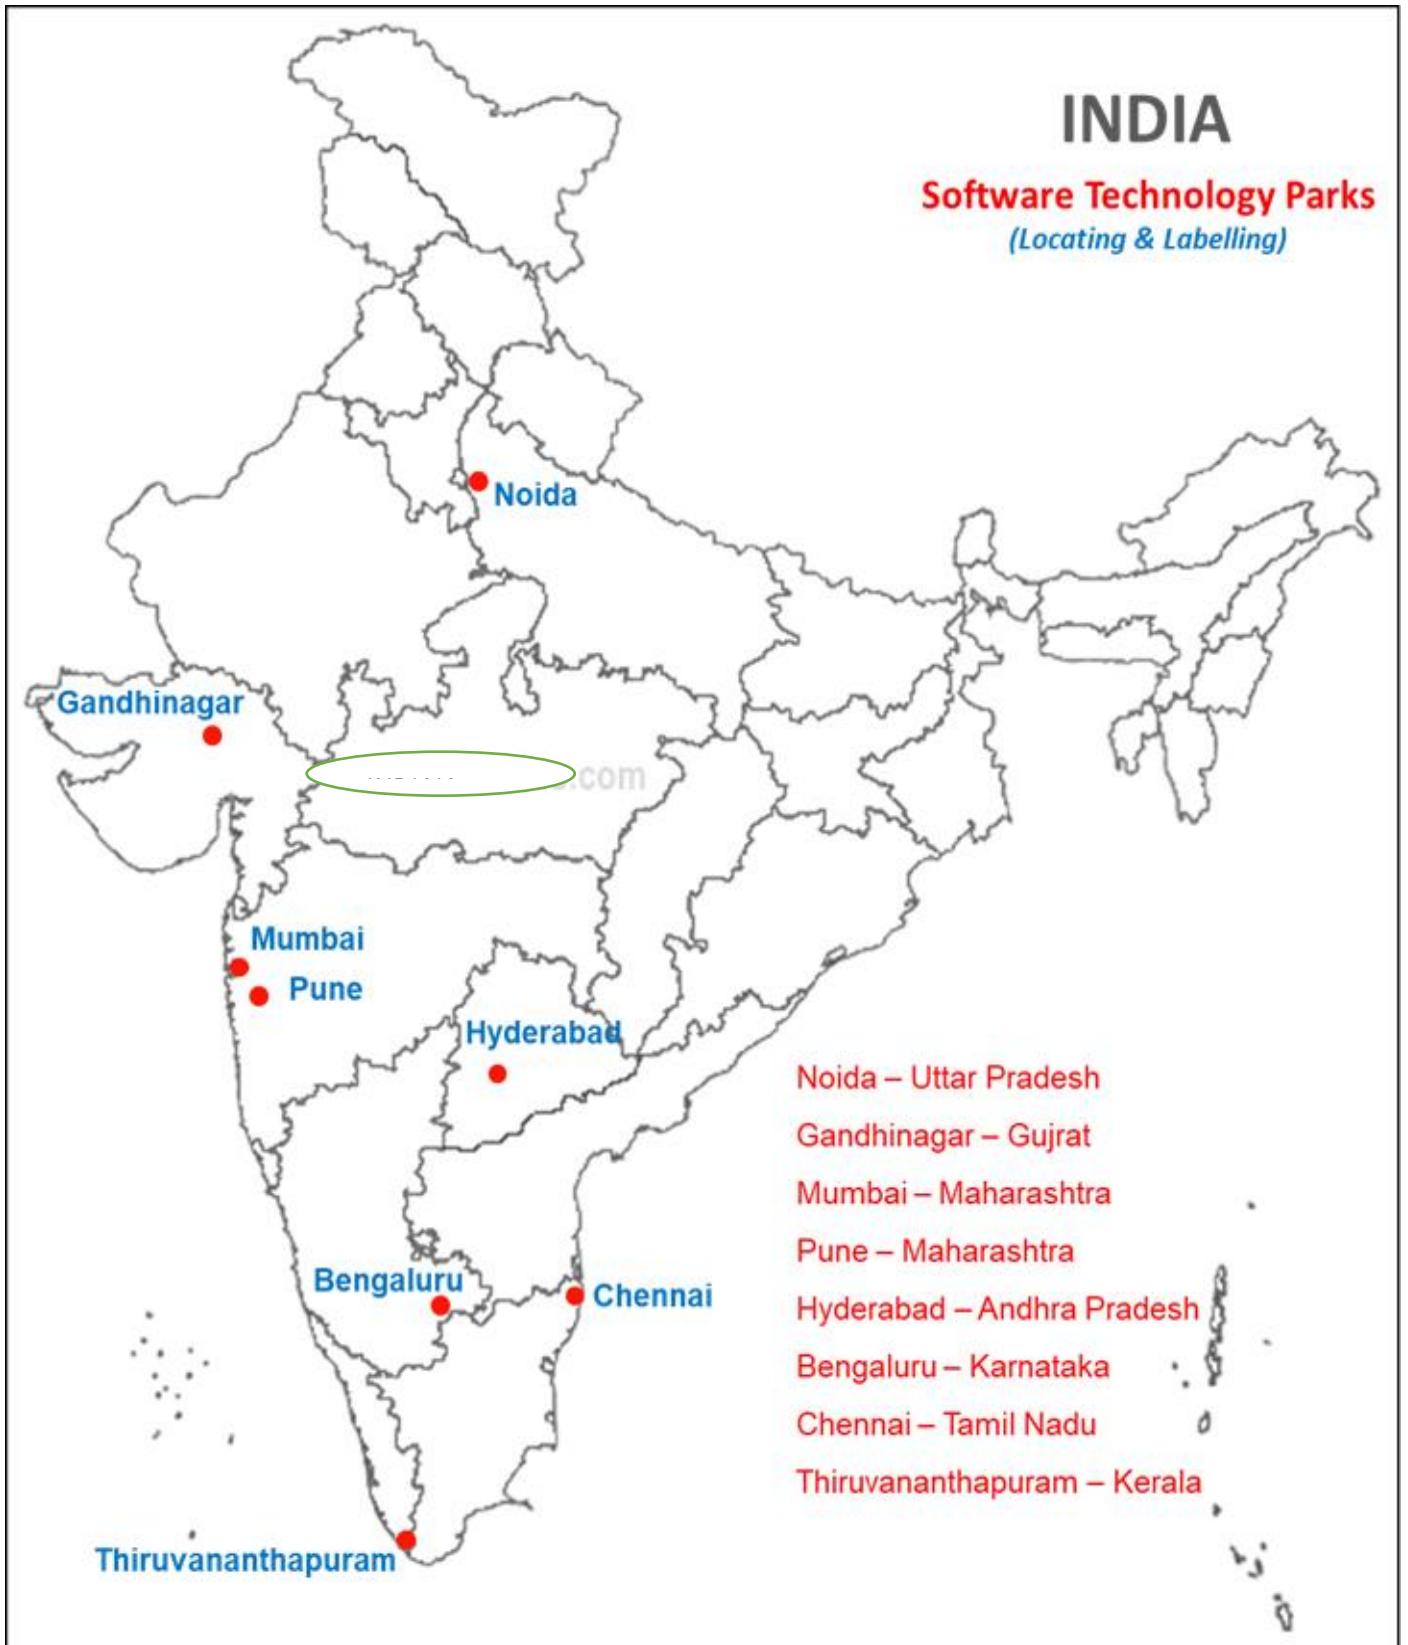 INDIA
Software Technology Parks
(Locating & Labelling)
Noida
Gandhinagar
.com
Mumbai
Pune
Hyderabad
Noida – Uttar Pradesh
Gandhinagar – Gujrat
Mumbai – Maharashtra
Pune – Maharashtra
Hyderabad – Andhra Pradesh
Bengaluru – Karnataka
Chennai – Tamil Nadu
Thiruvananthapuram – Kerala
Bengaluru
Chennai
Thiruvananthapuram